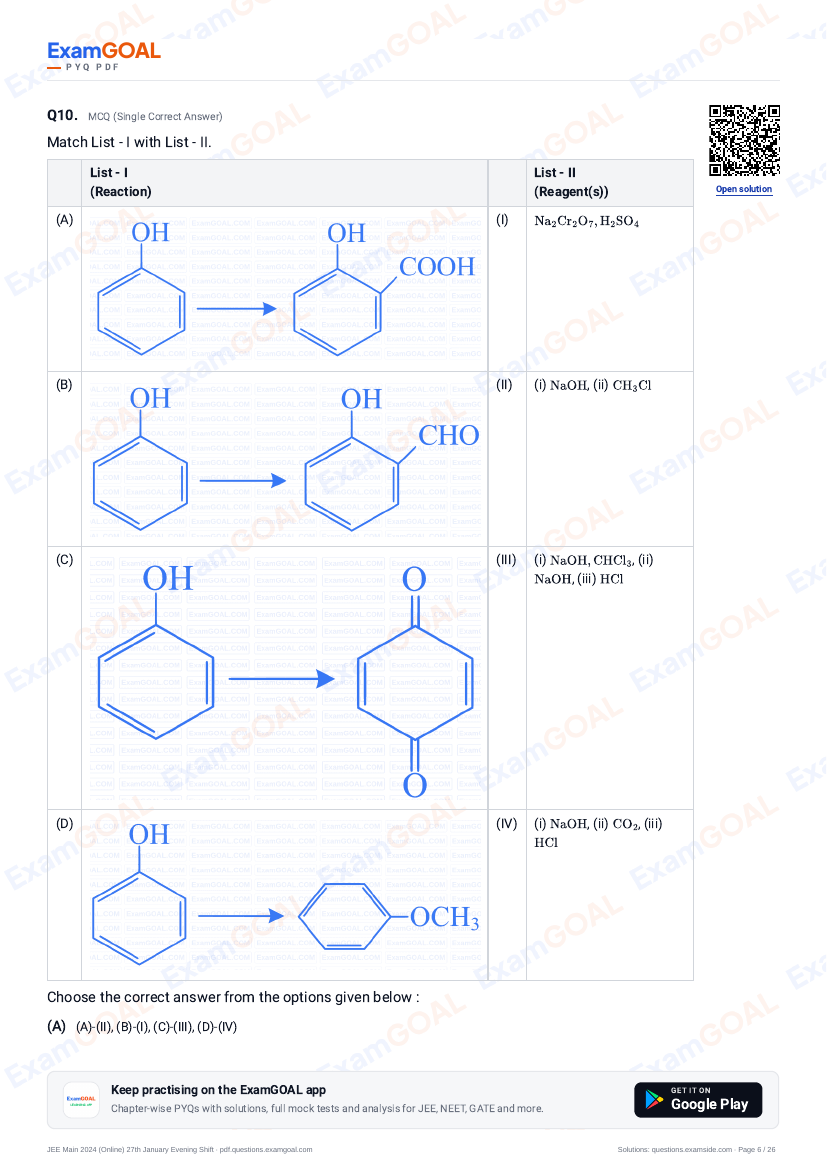 ExamGOAL
PYQ PDF
Q10. MCQ (Single Correct Answer)
Match List - I with List - II.
Open solution
List - I
(Reaction)
List - II
(Reagent(s))
(A)
OH
OH
COOH
(I)
Na₂Cr₂O₇, H₂SO₄
(B)
OH
OH
CHO
(II)
(i) NaOH, (ii) CH₃Cl
(C)
OH
O
O
(III)
(i) NaOH, CHCl₃, (ii)
NaOH, (iii) HCl
(D)
OH
OCH₃
(IV)
(i) NaOH, (ii) CO₂, (iii)
HCl
Choose the correct answer from the options given below :
(A) (A)-(II), (B)-(I), (C)-(III), (D)-(IV)
Keep practising on the ExamGOAL app
Chapter-wise PYQs with solutions, full mock tests and analysis for JEE, NEET, GATE and more.
GET IT ON
Google Play
JEE Main 2024 (Online) 27th January Evening Shift · pdf.questions.examgoal.com
Solutions: questions.examside.com · Page 6 / 26